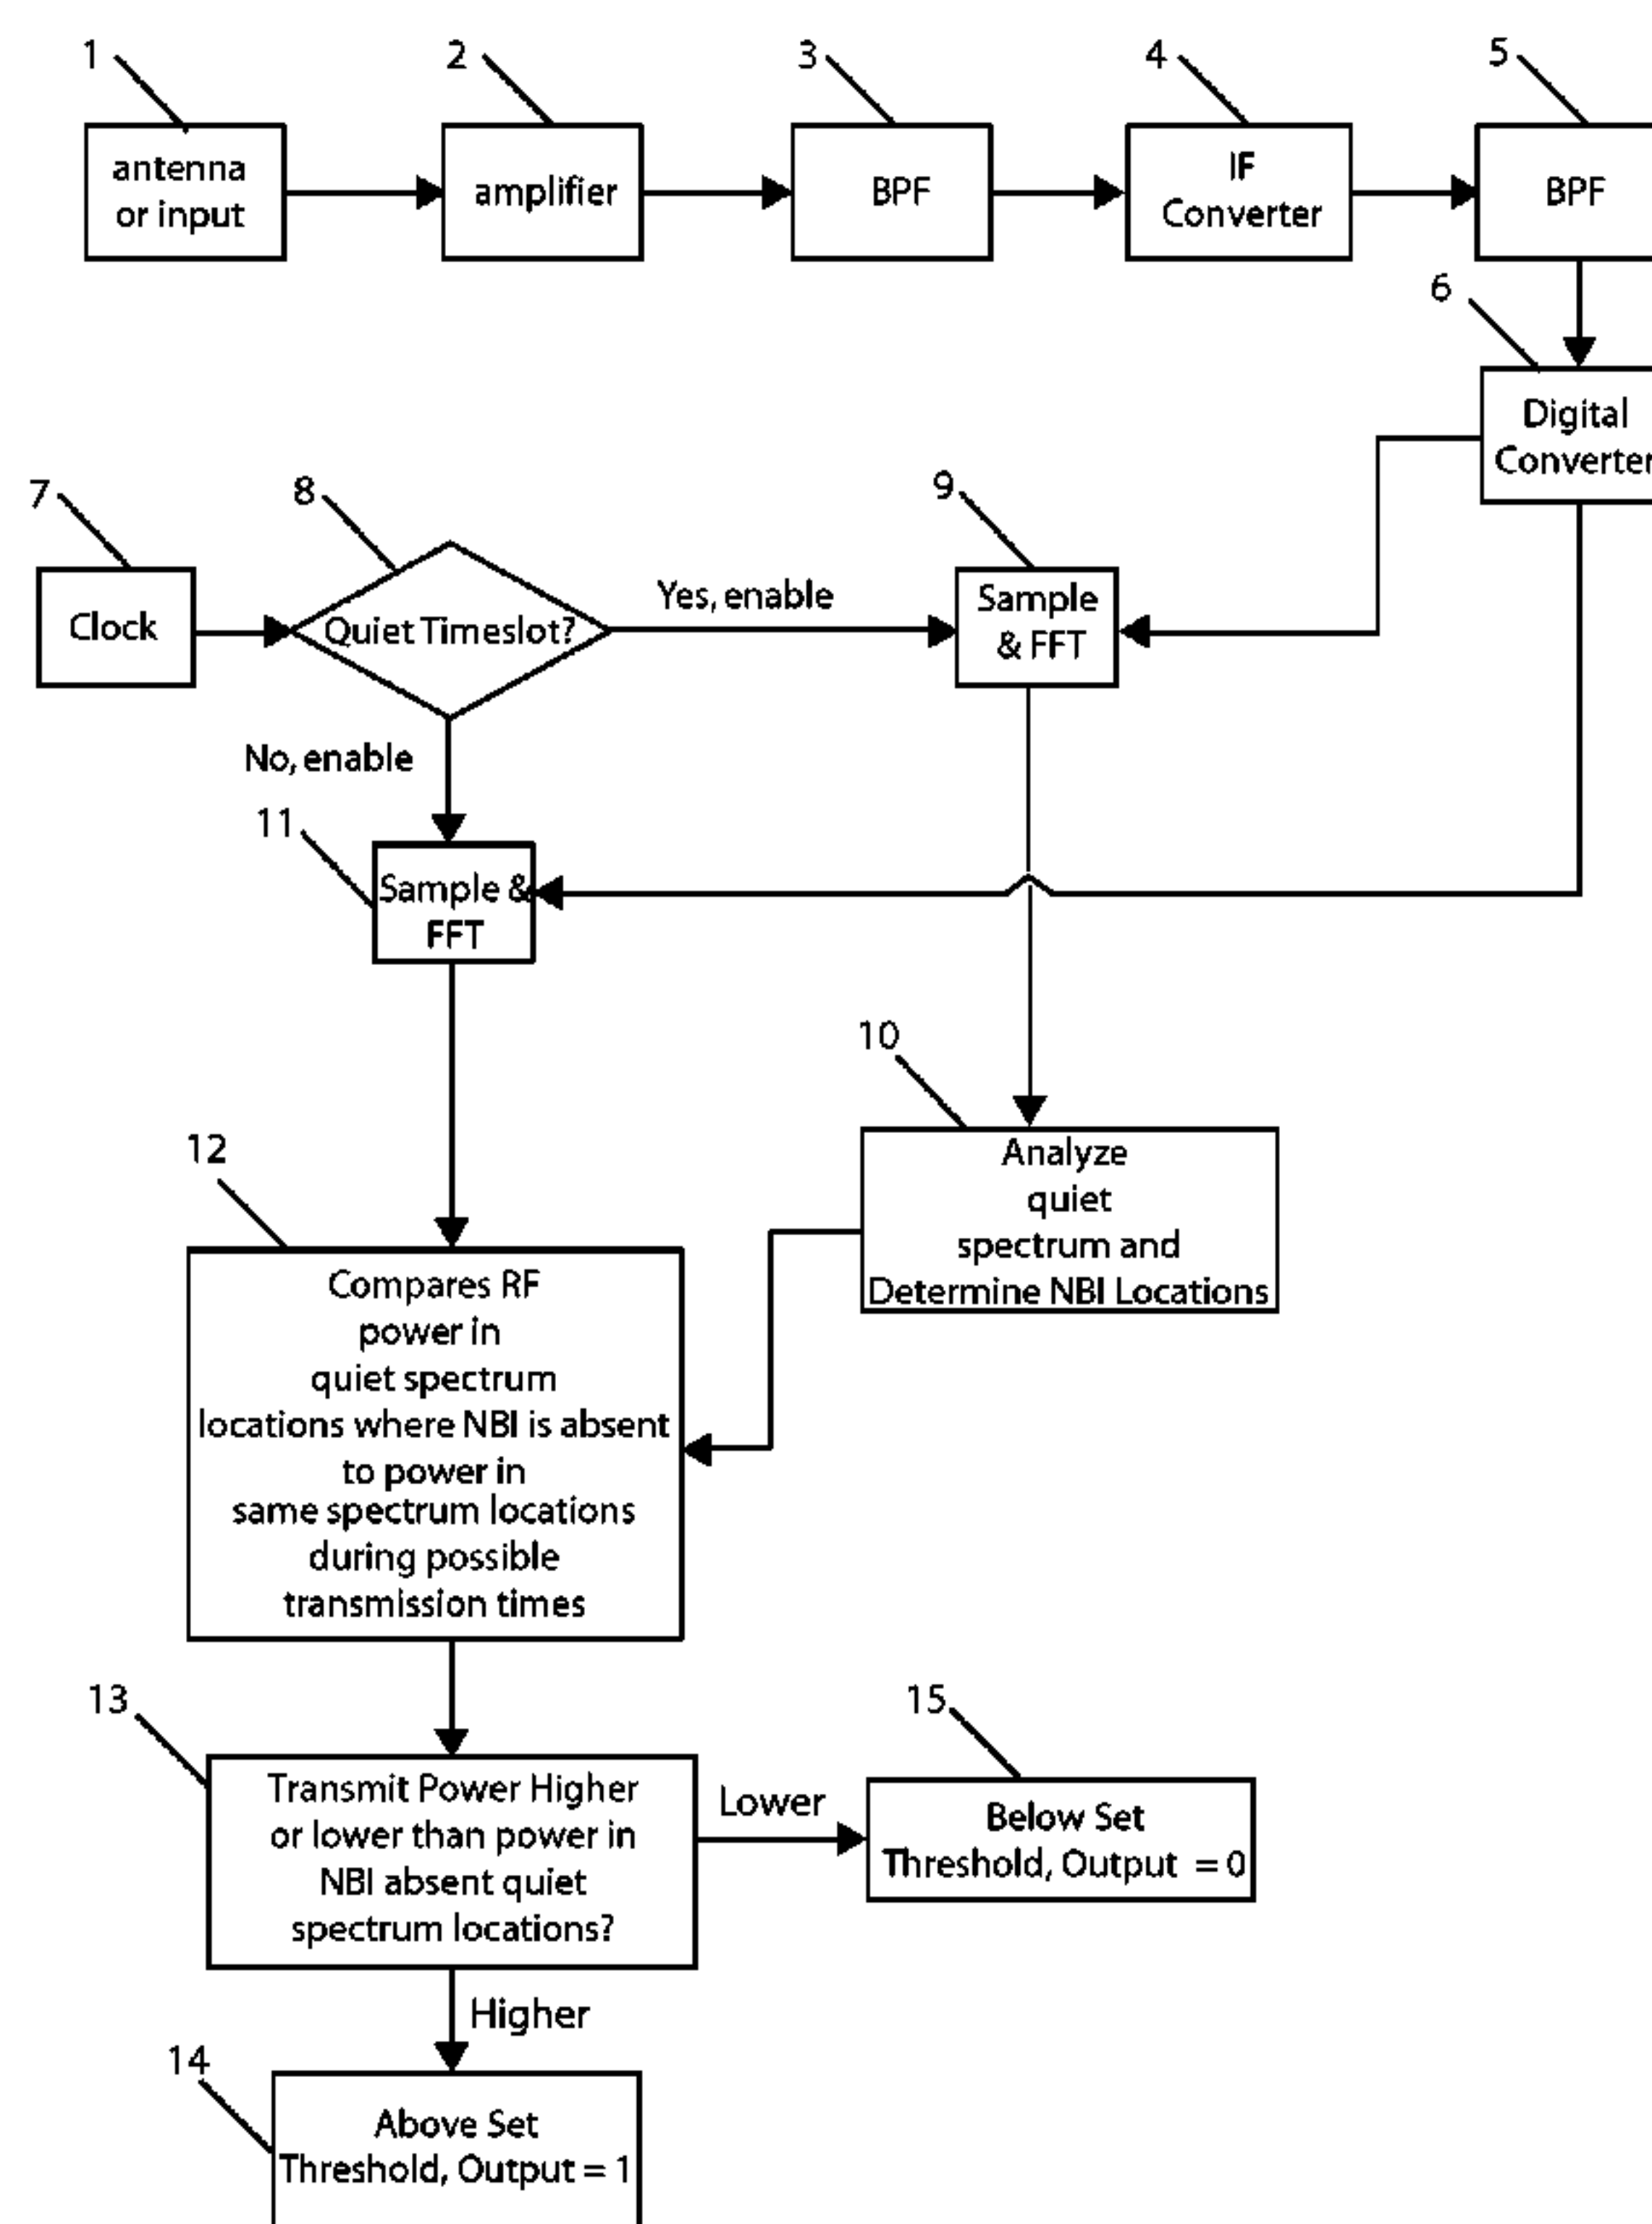 1
2
3
4
5
antenna
or input
amplifier
BPF
IF
Converter
BPF
6
Digital
Converter
7
8
9
Clock
Quiet Timeslot?
Yes, enable
Sample
& FFT
No, enable
11
Sample &
FFT
10
Analyze
quiet
spectrum and
Determine NBI Locations
12
Compares RF
power in
quiet spectrum
locations where NBI is absent
to power in
same spectrum locations
during possible
transmission times
13
Transmit Power Higher
or lower than power in
NBI absent quiet
spectrum locations?
Lower
15
Below Set
Threshold, Output = 0
Higher
14
Above Set
Threshold, Output = 1